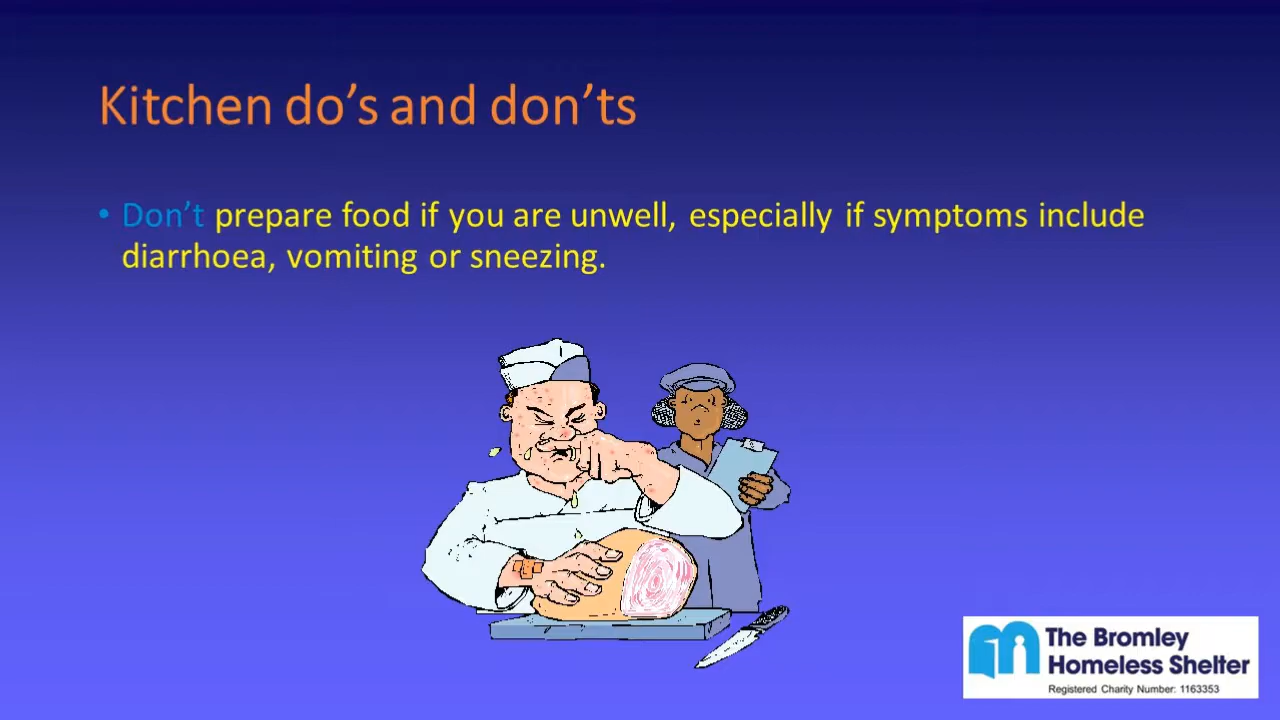 Kitchen do’s and don’ts
• Don’t prepare food if you are unwell, especially if symptoms include
diarrhoea, vomiting or sneezing.
The Bromley
Homeless Shelter
Registered Charity Number: 1163353